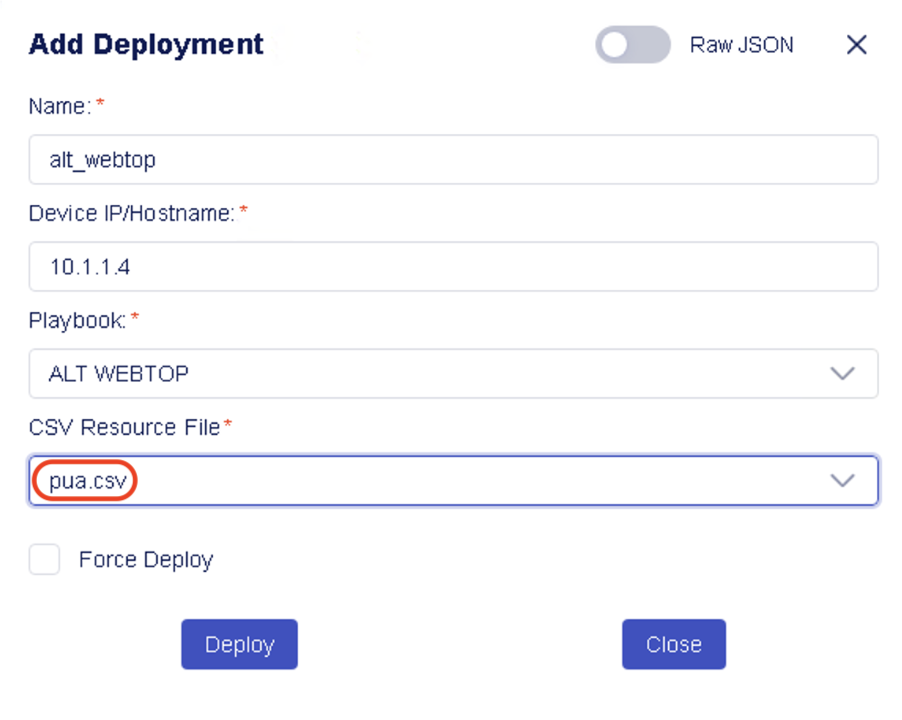 Add Deployment Raw JSON
Name: *
alt_webtop
Device IP/Hostname: *
10.1.1.4
Playbook: *
ALT WEBTOP
CSV Resource File*
pua.csv
Force Deploy
Deploy Close